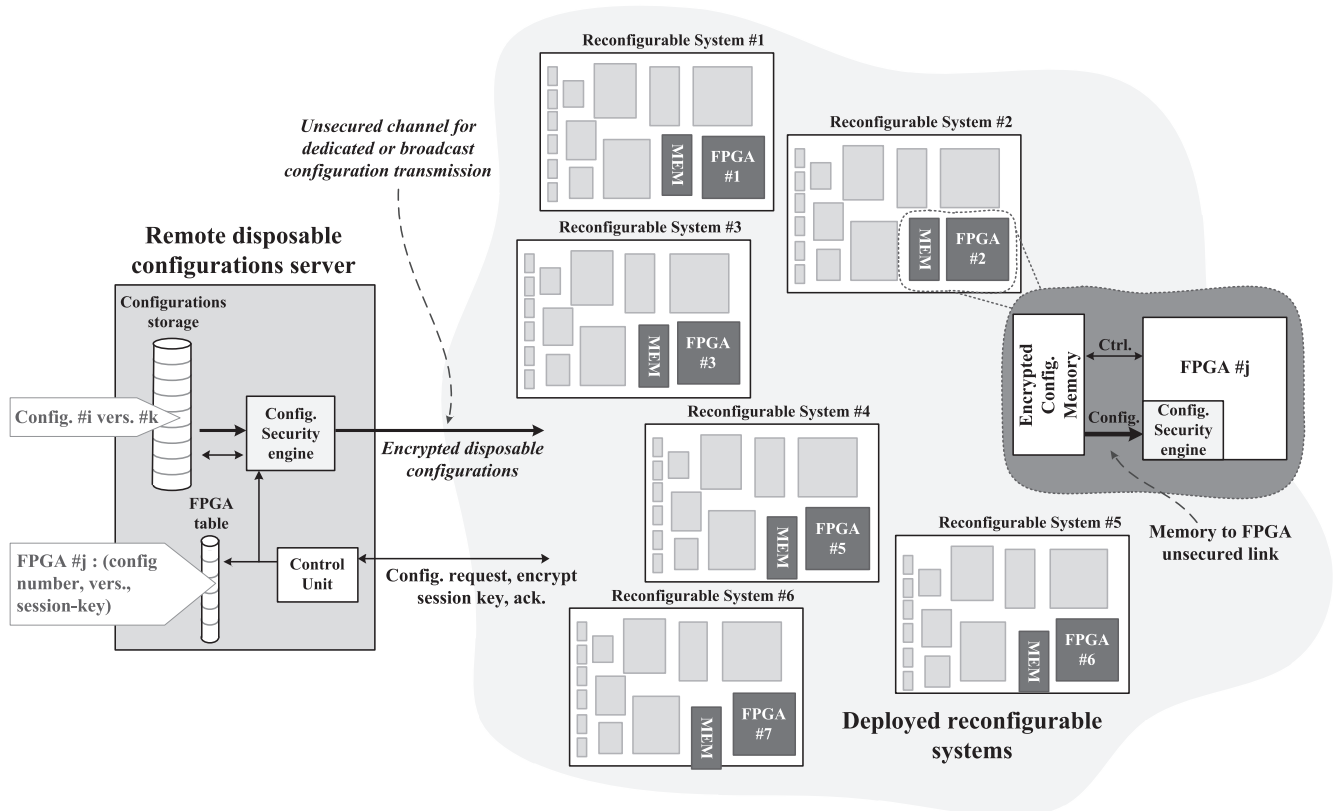 Reconfigurable System #1
MEM
FPGA
#1
Unsecured channel for
dedicated or broadcast
configuration transmission
Reconfigurable System #2
MEM
FPGA
#2
Reconfigurable System #3
MEM
FPGA
#3
Remote disposable
configurations server
Configurations
storage
Config. #i vers. #k
Config.
Security
engine
Encrypted disposable
configurations
FPGA
table
FPGA #j : (config
number, vers.,
session-key)
Control
Unit
Config. request, encrypt
session key, ack.
Encrypted
Config.
Memory
Ctrl.
Config.
FPGA #j
Config.
Security
engine
Memory to FPGA
unsecured link
Reconfigurable System #4
MEM
FPGA
#5
Reconfigurable System #5
MEM
FPGA
#6
Reconfigurable System #6
MEM
FPGA
#7
Deployed reconfigurable
systems